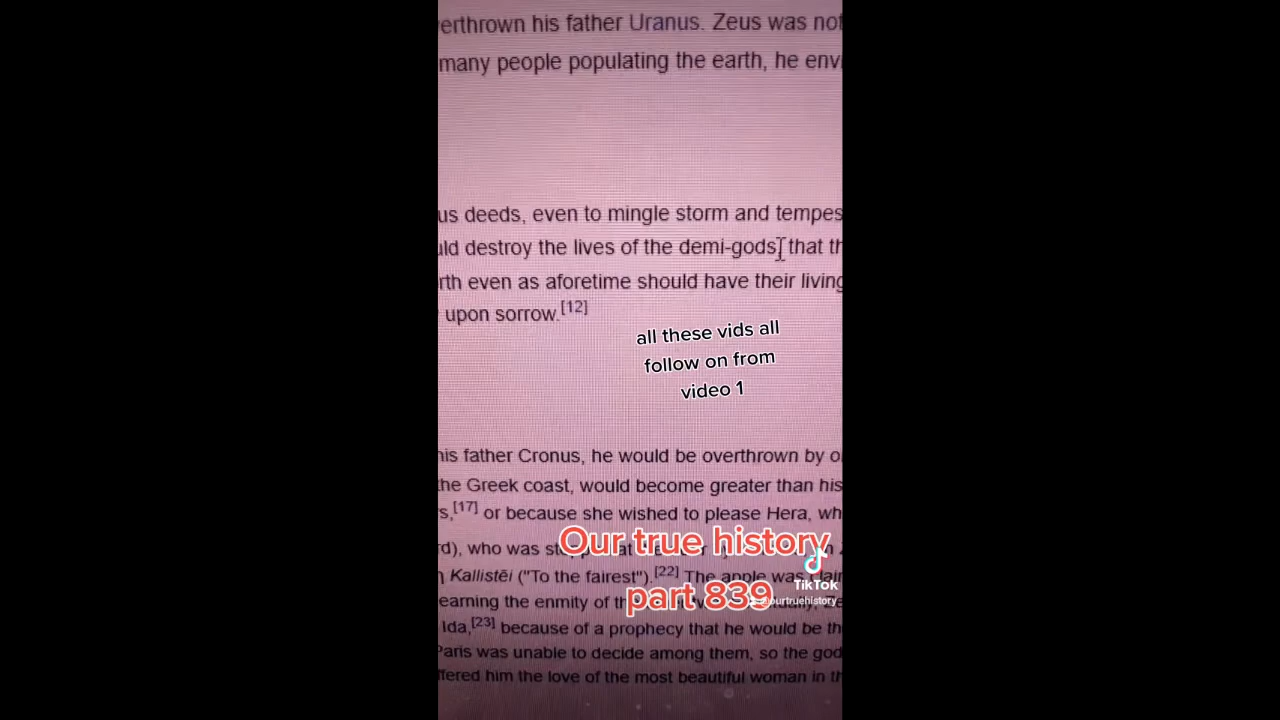 erthrown his father Uranus. Zeus was not
many people populating the earth, he envi
us deeds, even to mingle storm and tempes
uld destroy the lives of the demi-gods, that th
rth even as aforetime should have their living
upon sorrow.[12]
all these vids all
follow on from
video 1
his father Cronus, he would be overthrown by o
the Greek coast, would become greater than his
s,[17] or because she wished to please Hera, wh
Our true history
rd), who was
Kallistēi ("To the fairest").[22] The apple was
TikTok
part 839
@ourtruehistory
earning the enmity of
Ida,[23] because of a prophecy that he would be th
Paris was unable to decide among them, so the god
ffered him the love of the most beautiful woman in th